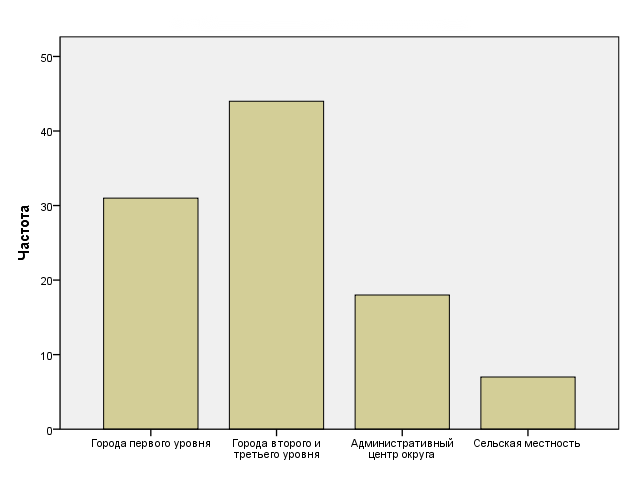 50
40
30
20
10
0
Частота
Города первого уровня
Города второго и
третьего уровня
Административный
центр округа
Сельская местность